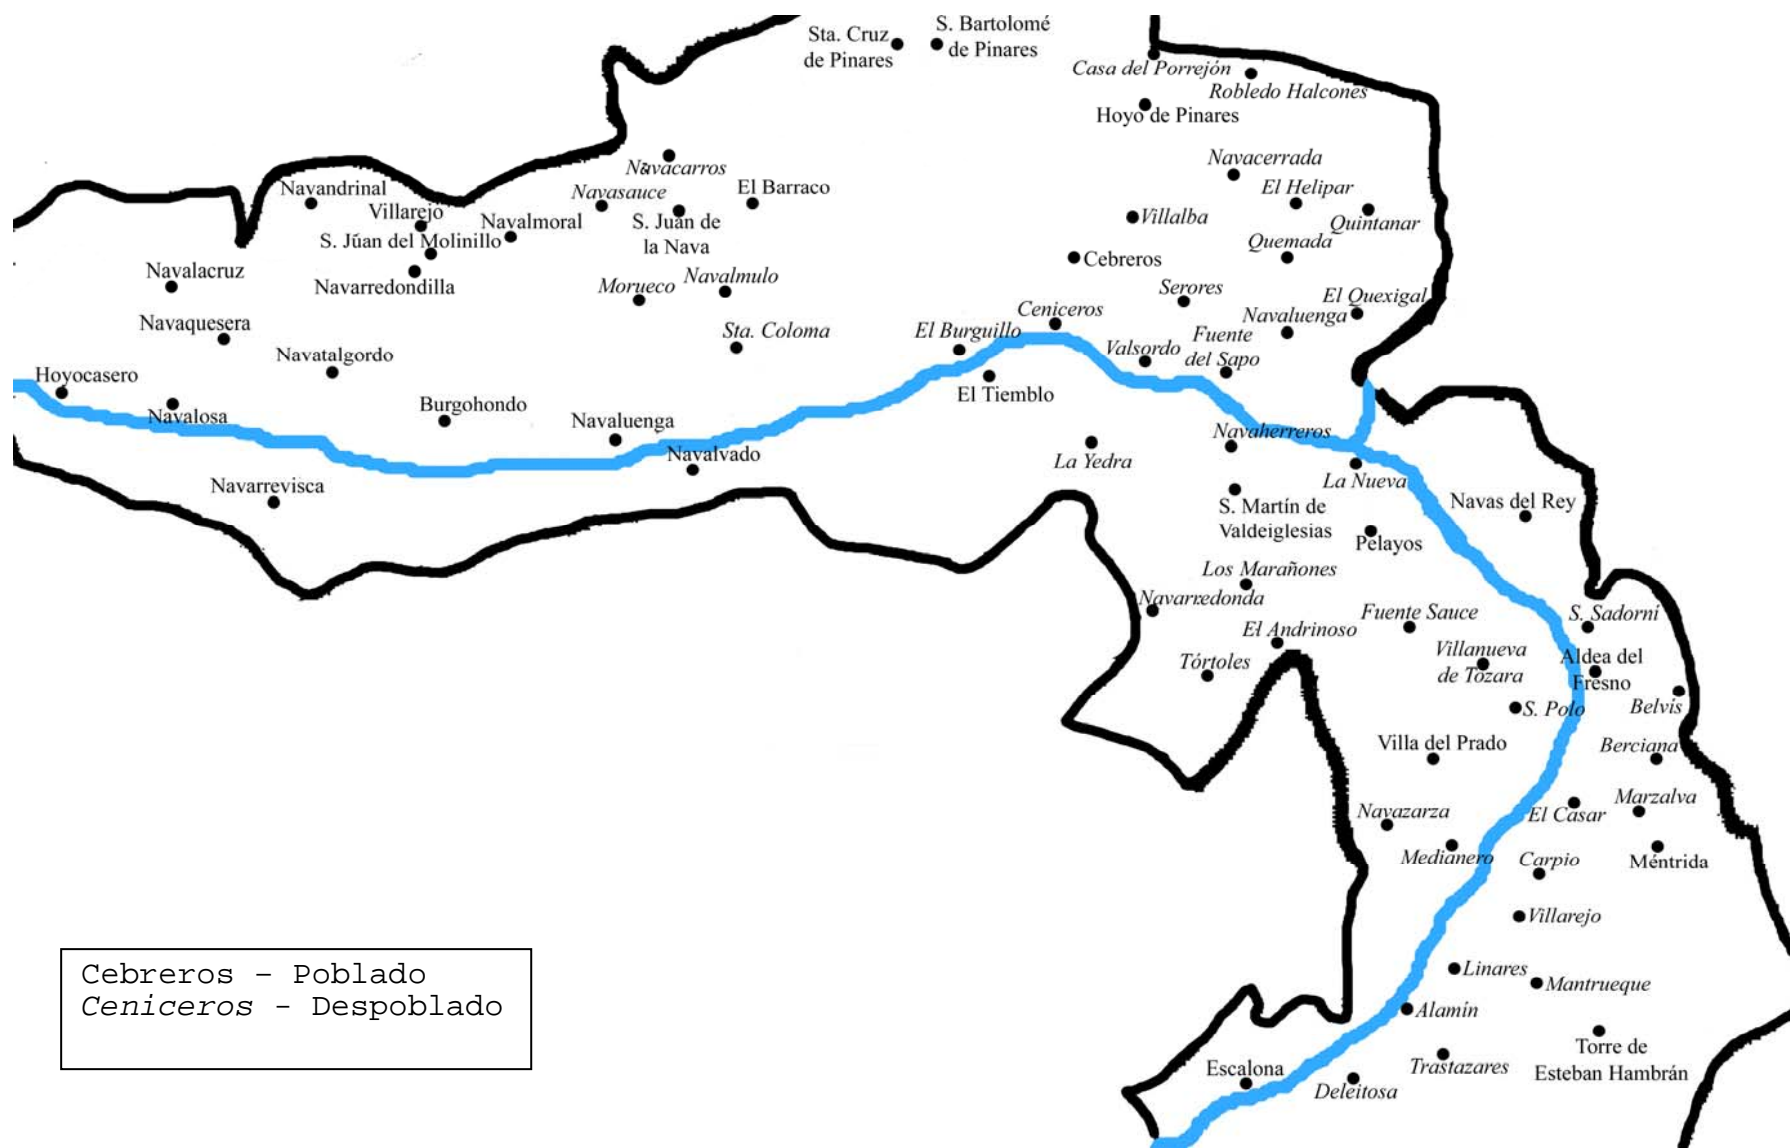 Sta. Cruz
de Pinares
S. Bartolomé
de Pinares
Casa del Porrejón
Robledo Halcones
Hoyo de Pinares
Navacarros
Navacerrada
Navandrinal
Navasauce
El Barraco
El Helipar
Villarejo
Navalmoral
S. Juan de
la Nava
Villalba
Quintanar
S. Júan del Molinillo
Quemada
Navalacruz
Navarredondilla
Morueco
Navalmulo
Cebreros
Serores
El Quexigal
Navaquesera
Sta. Coloma
El Burguillo
Ceniceros
Navaluenga
Navatalgordo
Valsordo
Fuente
del Sapo
Hoyocasero
El Tiemblo
Navalosa
Burgohondo
Navaluenga
Navaherreros
Navalvado
La Yedra
Navarrevisca
La Nueva
Navas del Rey
S. Martín de
Valdeiglesias
Pelayos
Los Marañones
Navarredonda
Fuente Sauce
S. Sadorní
El Andrinoso
Tórtoles
Villanueva
de Tozara
Aldea del
Fresno
S. Polo
Belvís
Villa del Prado
Berciana
Navazarza
El Casar
Marzalva
Medianero
Carpio
Méntrida
Villarejo
Linares
Mantrueque
Alamín
Torre de
Esteban Hambrán
Escalona
Deleitosa
Trastazares
Cebreros – Poblado
Ceniceros - Despoblado